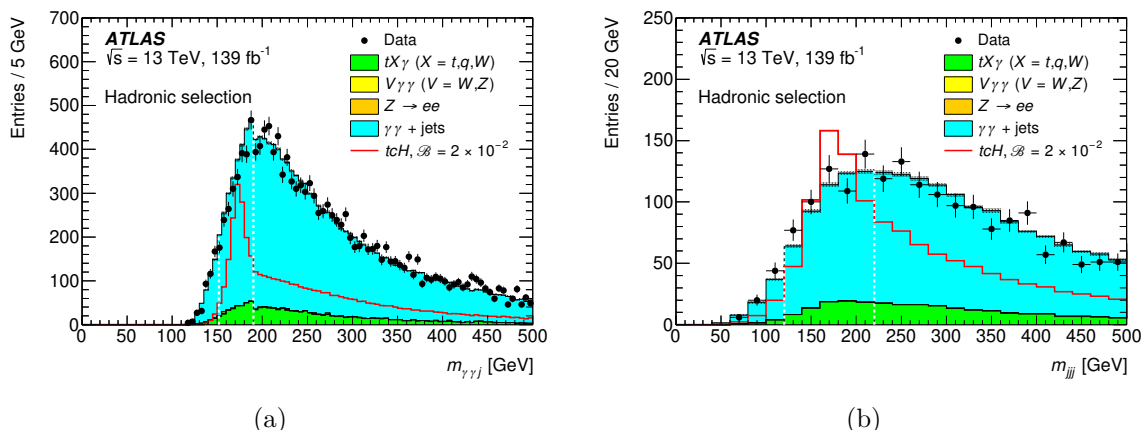 ATLAS
√s = 13 TeV, 139 fb⁻¹
Hadronic selection
Data
tXγ (X = t,q,W)
Vγγ (V = W,Z)
Z → ee
γγ + jets
tcH, ℬ = 2 × 10⁻²
Entries / 5 GeV
700
600
500
400
300
200
100
0
100 150 200 250 300 350 400 450 500
m_γγj [GeV]
(a)
ATLAS
√s = 13 TeV, 139 fb⁻¹
Hadronic selection
Data
tXγ (X = t,q,W)
Vγγ (V = W,Z)
Z → ee
γγ + jets
tcH, ℬ = 2 × 10⁻²
Entries / 20 GeV
250
200
150
100
50
0
0 50 100 150 200 250 300 350 400 450 500
m_jjj [GeV]
(b)